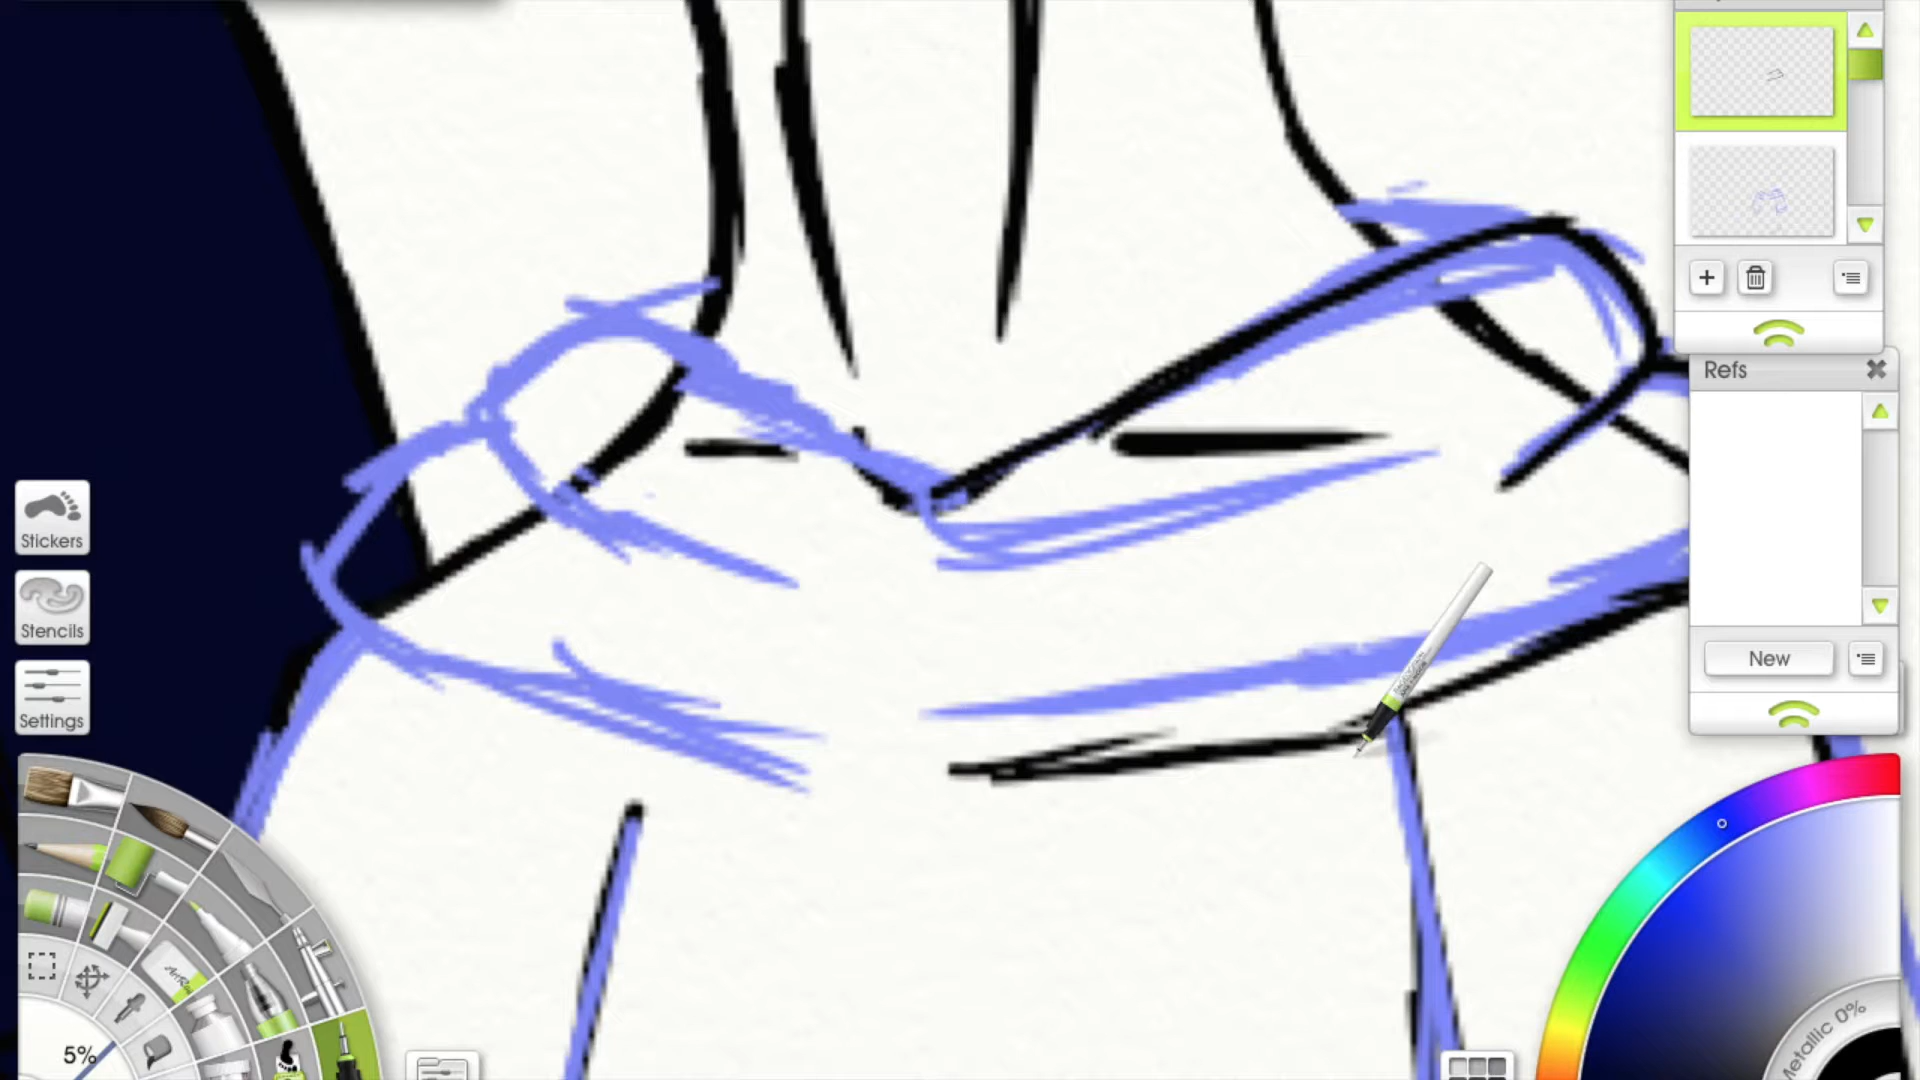 Refs
Stickers
Stencils
New
Settings
Metallic 0%
5%